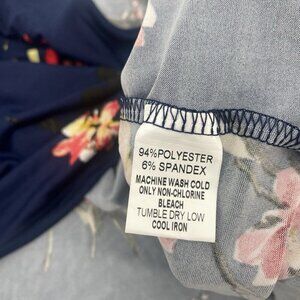 94%POLYESTER
6% SPANDEX
MACHINE WASH COLD
ONLY NON-CHLORINE
BLEACH
TUMBLE DRY LOW
COOL IRON